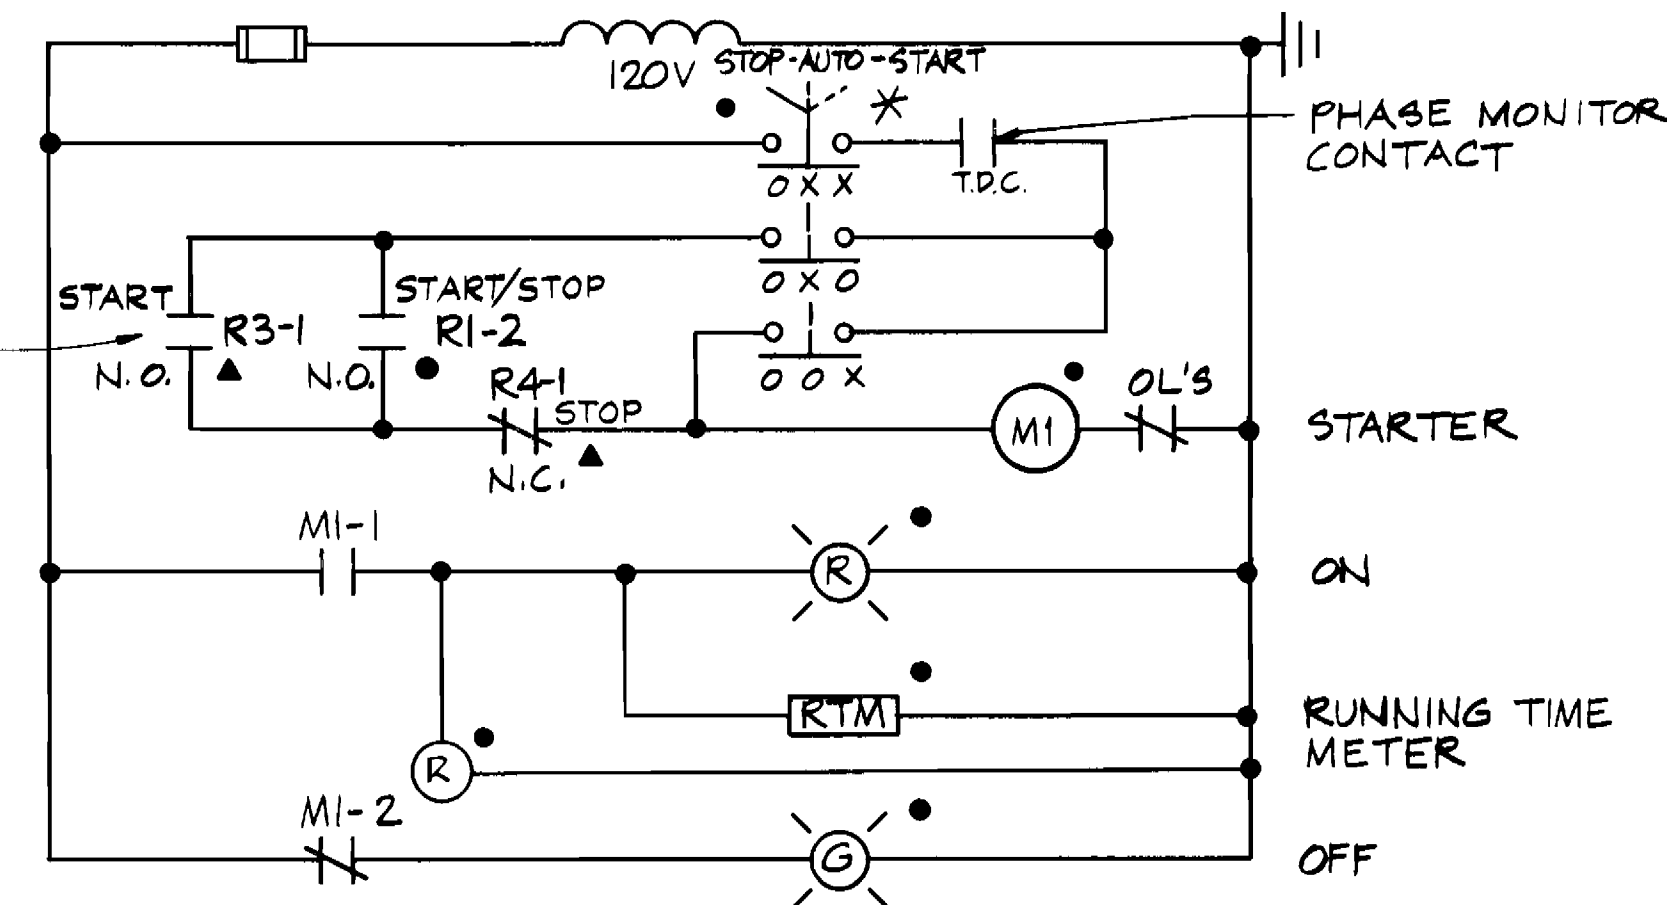 120V
STOP-AUTO-START
*
PHASE MONITOR
CONTACT
T.D.C.
O X X
O X O
START
START/STOP
R3-1
R1-2
N.O.
N.O.
O O X
R4-1
STOP
N.C.
M1
OL'S
STARTER
M1-1
R
ON
RTM
RUNNING TIME
METER
R
M1-2
G
OFF